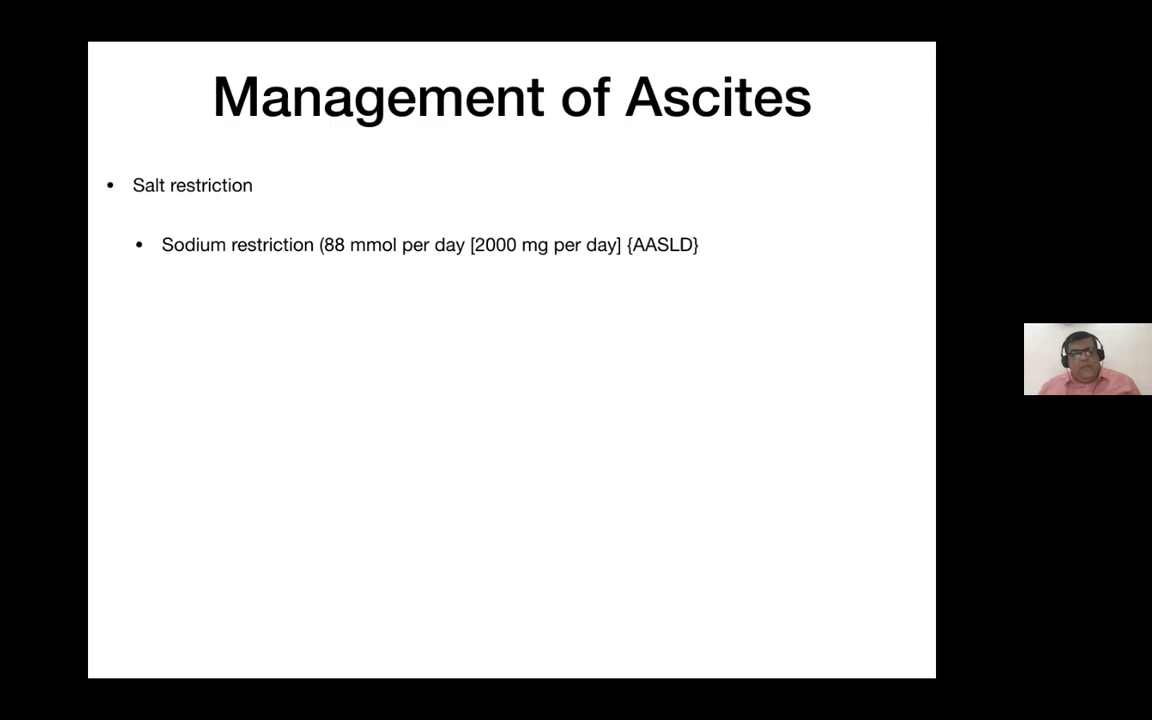 Management of Ascites
• Salt restriction
• Sodium restriction (88 mmol per day [2000 mg per day] {AASLD}